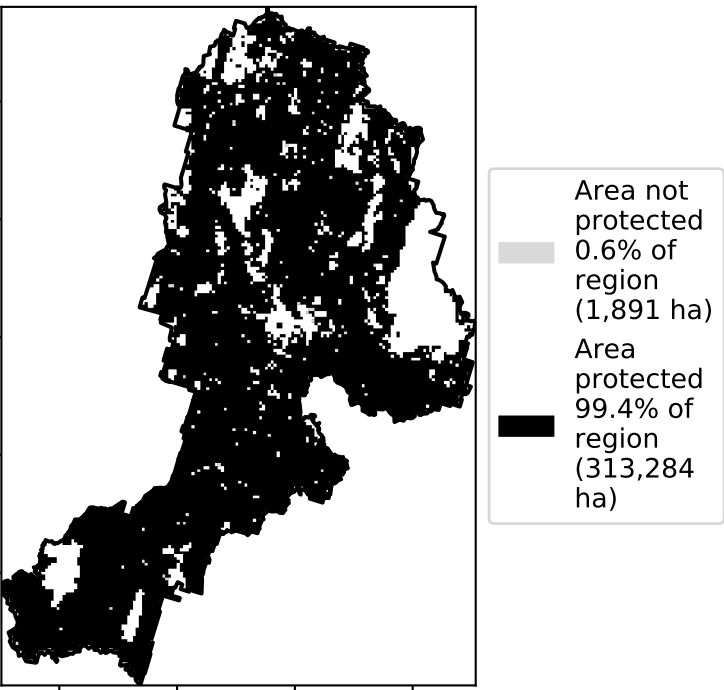 Area not
protected
0.6% of
region
(1,891 ha)
Area
protected
99.4% of
region
(313,284
ha)